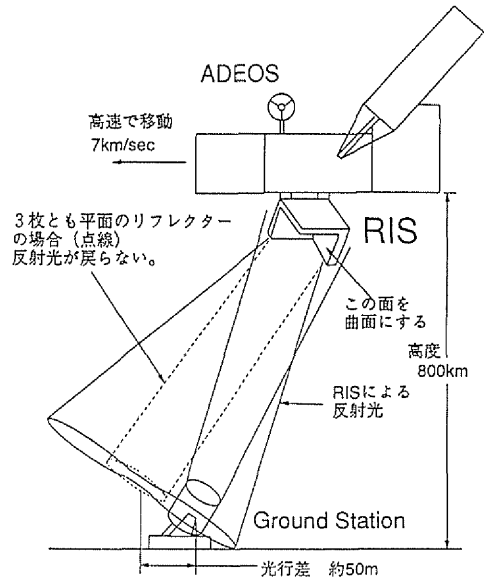 ADEOS
高速で移動
7km/sec
3枚とも平面のリフレクター
の場合（点線）
反射光が戻らない。
RIS
この面を
曲面にする
高度
800km
RISによる
反射光
Ground Station
光行差 約50m